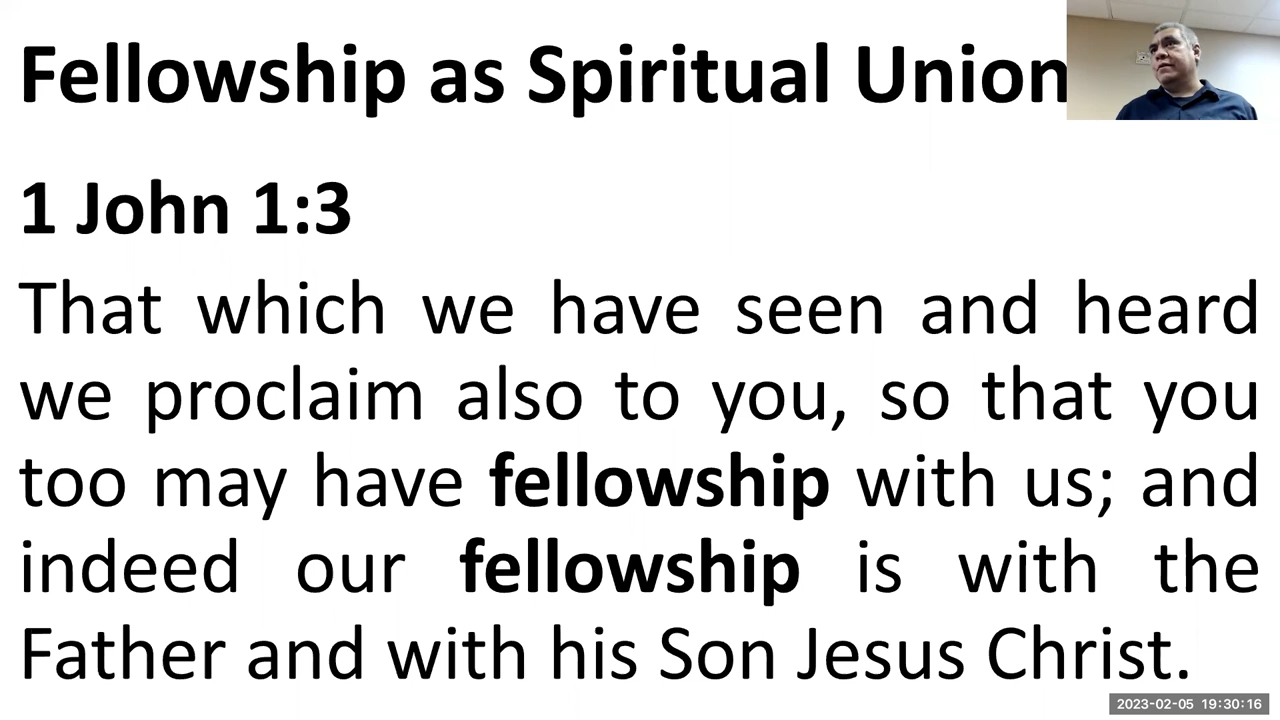 Fellowship as Spiritual Union
1 John 1:3
That which we have seen and heard
we proclaim also to you, so that you
too may have fellowship with us; and
indeed our fellowship is with the
Father and with his Son Jesus Christ.
2023-02-05 19:30:16